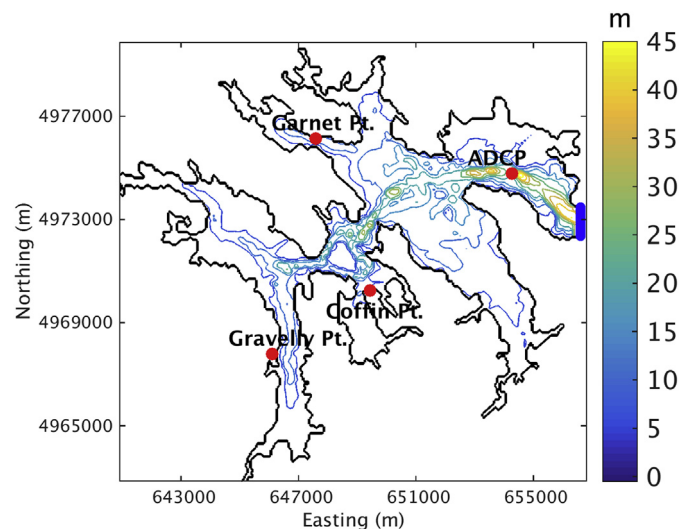 m
45
40
35
30
25
20
15
10
5
0
4977000
4973000
4969000
4965000
Northing (m)
Garnet Pt.
ADCP
Coffin Pt.
Gravelly Pt.
643000 647000 651000 655000
Easting (m)